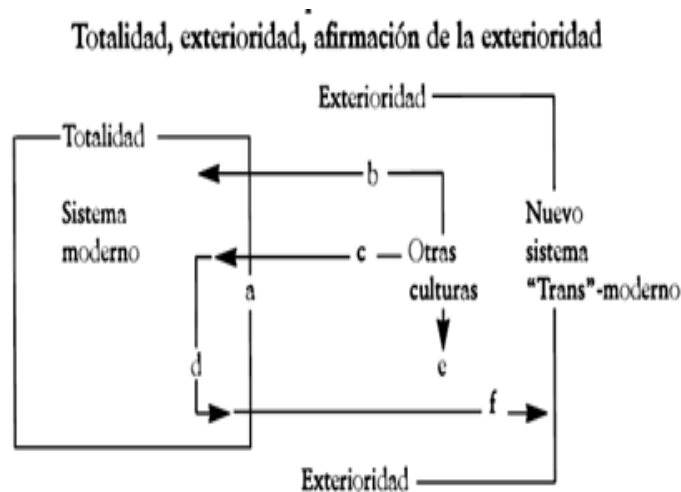 Totalidad, exterioridad, afirmación de la exterioridad
Exterioridad
Totalidad
b
Sistema
moderno
c
Otras
culturas
Nuevo
sistema
“Trans”-moderno
a
d
e
f
Exterioridad